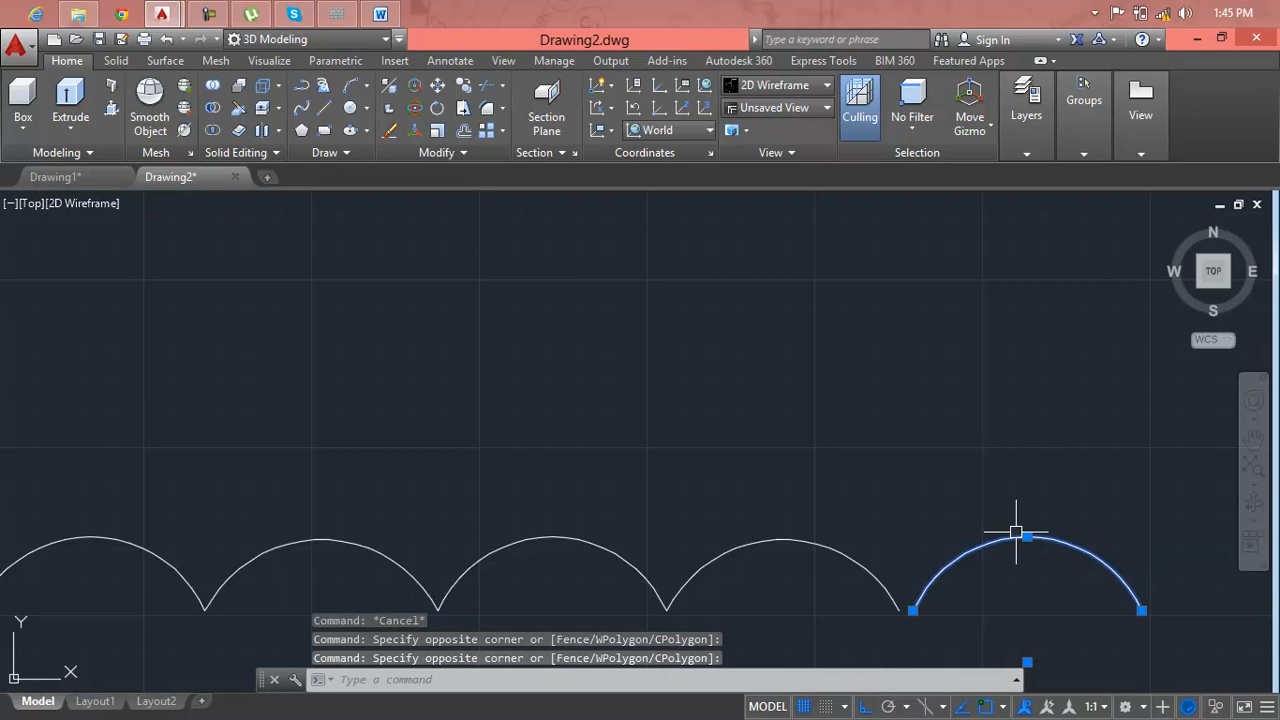 1:45 PM
3D Modeling
Drawing2.dwg
Type a keyword or phrase
Sign In
Home Solid Surface Mesh Visualize Parametric Insert Annotate View Manage Output Add-ins Autodesk 360 Express Tools BIM 360 Featured Apps
2D Wireframe
Unsaved View
World
Box Extrude Smooth Object Section Plane Culling No Filter Move Gizmo Layers Groups View
Modeling Mesh Solid Editing Draw Modify Section Coordinates View Selection
Drawing1* Drawing2*
[−][Top][2D Wireframe]
N
W TOP E
S
WCS
Command: *Cancel*
Command: Specify opposite corner or [Fence/WPolygon/CPolygon]:
Command: Specify opposite corner or [Fence/WPolygon/CPolygon]:
Y
X
Type a command
Model Layout1 Layout2 MODEL 1:1